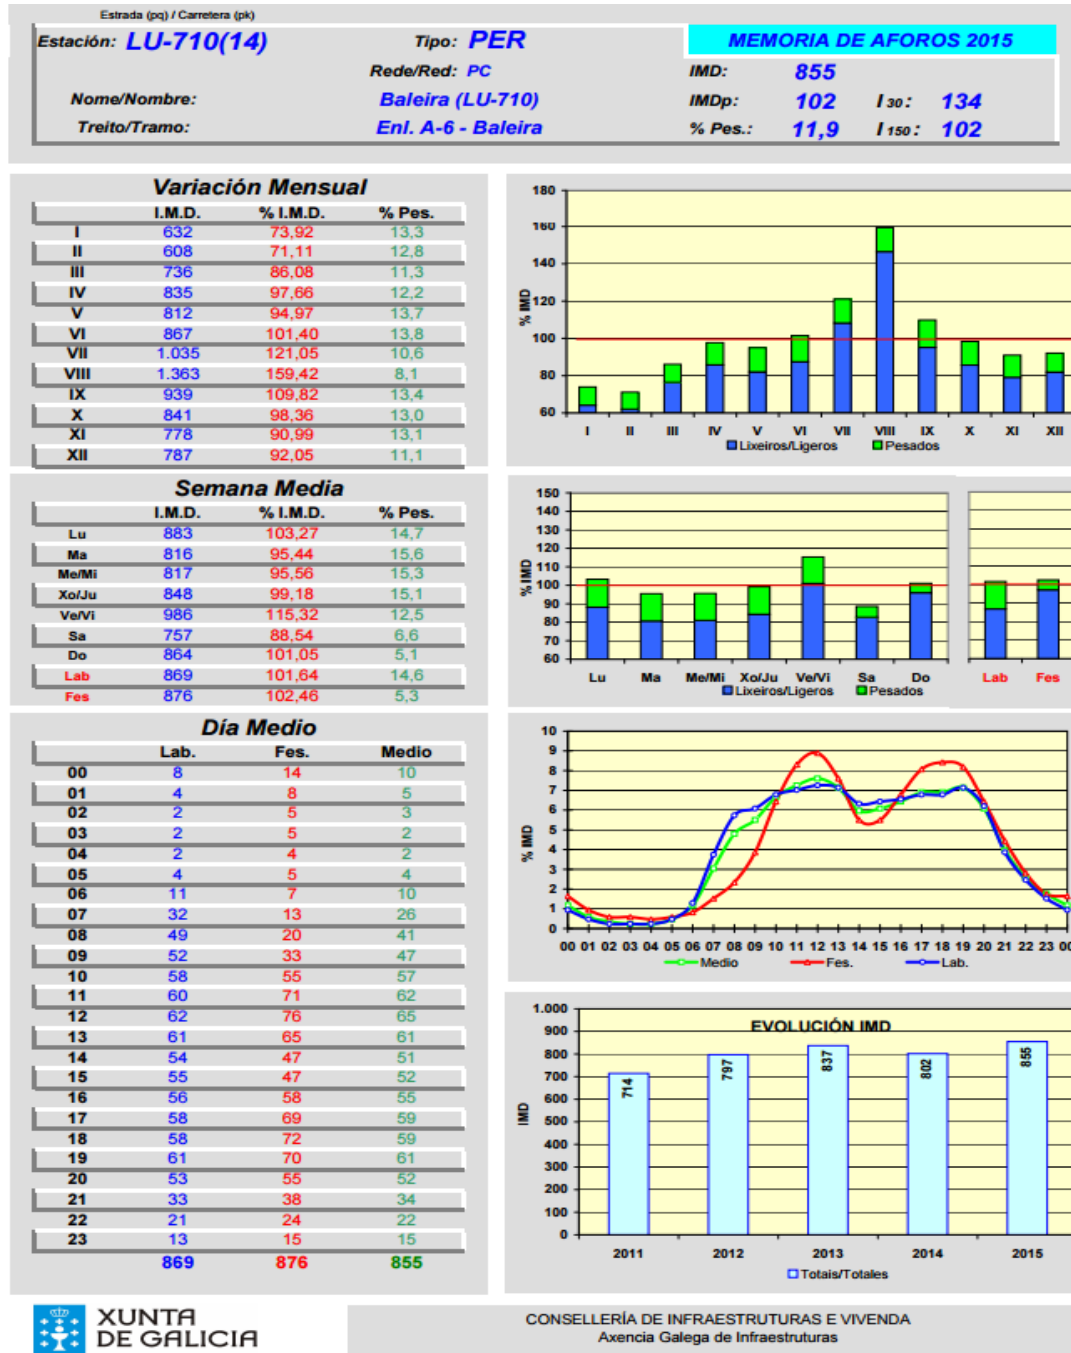 Estrada (pq) / Carretera (pk)
Estación: LU-710(14) Tipo: PER MEMORIA DE AFOROS 2015
Rede/Red: PC IMD: 855
Nome/Nombre: Baleira (LU-710) IMDp: 102 I 30 : 134
Treito/Tramo: Enl. A-6 - Baleira % Pes.: 11,9 I 150 : 102
Variación Mensual
I.M.D. % I.M.D. % Pes.
I 632 73,92 13,3
II 608 71,11 12,8
III 736 86,08 11,3
IV 835 97,66 12,2
V 812 94,97 13,7
VI 867 101,40 13,8
VII 1.035 121,05 10,6
VIII 1.363 159,42 8,1
IX 939 109,82 13,4
X 841 98,36 13,0
XI 778 90,99 13,1
XII 787 92,05 11,1
% IMD
180
160
140
120
100
80
60
I II III IV V VI VII VIII IX X XI XII
Lixeiros/Ligeros Pesados
Semana Media
I.M.D. % I.M.D. % Pes.
Lu 883 103,27 14,7
Ma 816 95,44 15,6
Me/Mi 817 95,56 15,3
Xo/Ju 848 99,18 15,1
Ve/Vi 986 115,32 12,5
Sa 757 88,54 6,6
Do 864 101,05 5,1
Lab 869 101,64 14,6
Fes 876 102,46 5,3
% IMD
150
140
130
120
110
100
90
80
70
60
Lu Ma Me/Mi Xo/Ju Ve/Vi Sa Do Lab Fes
Lixeiros/Ligeros Pesados
Día Medio
Lab. Fes. Medio
00 8 14 10
01 4 8 5
02 2 5 3
03 2 5 2
04 2 4 2
05 4 5 4
06 11 7 10
07 32 13 26
08 49 20 41
09 52 33 47
10 58 55 57
11 60 71 62
12 62 76 65
13 61 65 61
14 54 47 51
15 55 47 52
16 56 58 55
17 58 69 59
18 58 72 59
19 61 70 61
20 53 55 52
21 33 38 34
22 21 24 22
23 13 15 15
869 876 855
% IMD
10
9
8
7
6
5
4
3
2
1
0
00 01 02 03 04 05 06 07 08 09 10 11 12 13 14 15 16 17 18 19 20 21 22 23 00
Medio Fes. Lab.
EVOLUCIÓN IMD
IMD
1.000
900
800
700
600
500
400
300
200
100
0
714 797 837 802 855
2011 2012 2013 2014 2015
Totais/Totales
XUNTA
DE GALICIA
CONSELLERÍA DE INFRAESTRUTURAS E VIVENDA
Axencia Galega de Infraestruturas